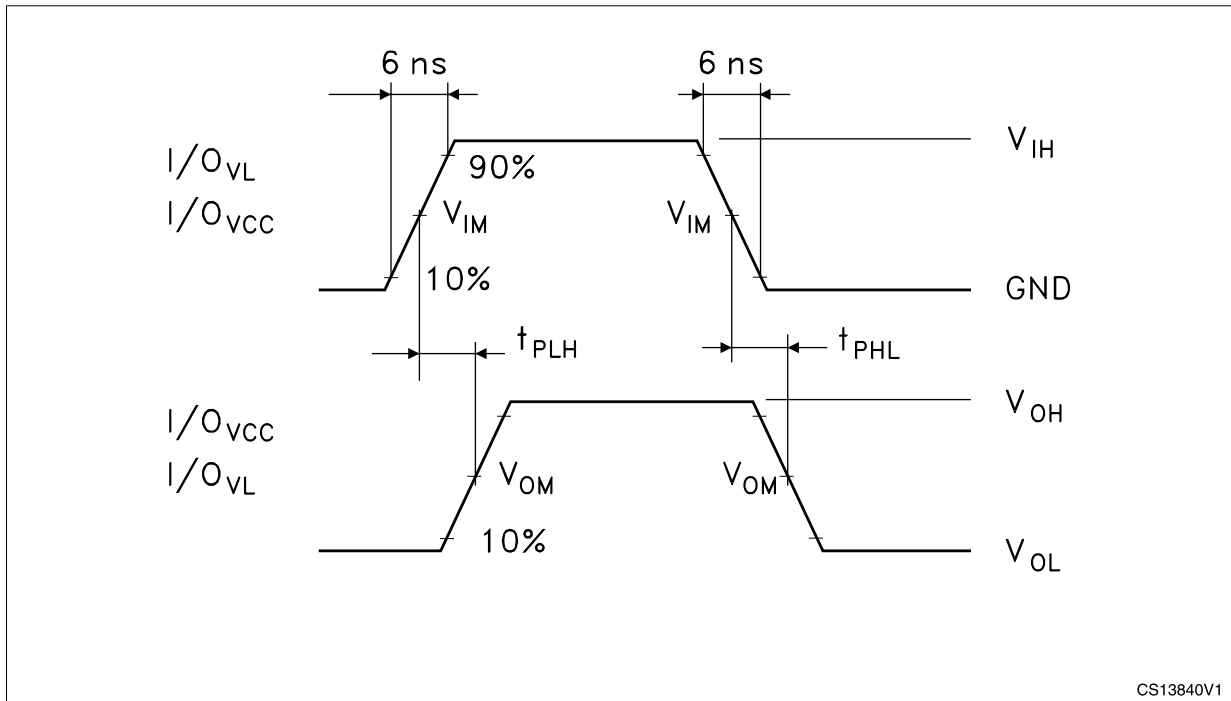 6 ns 6 ns
I/O_VL 90% V_IH
I/O_VCC V_IM V_IM
10% GND
t_PLH t_PHL
I/O_VCC V_OH
I/O_VL V_OM V_OM
10% V_OL
CS13840V1